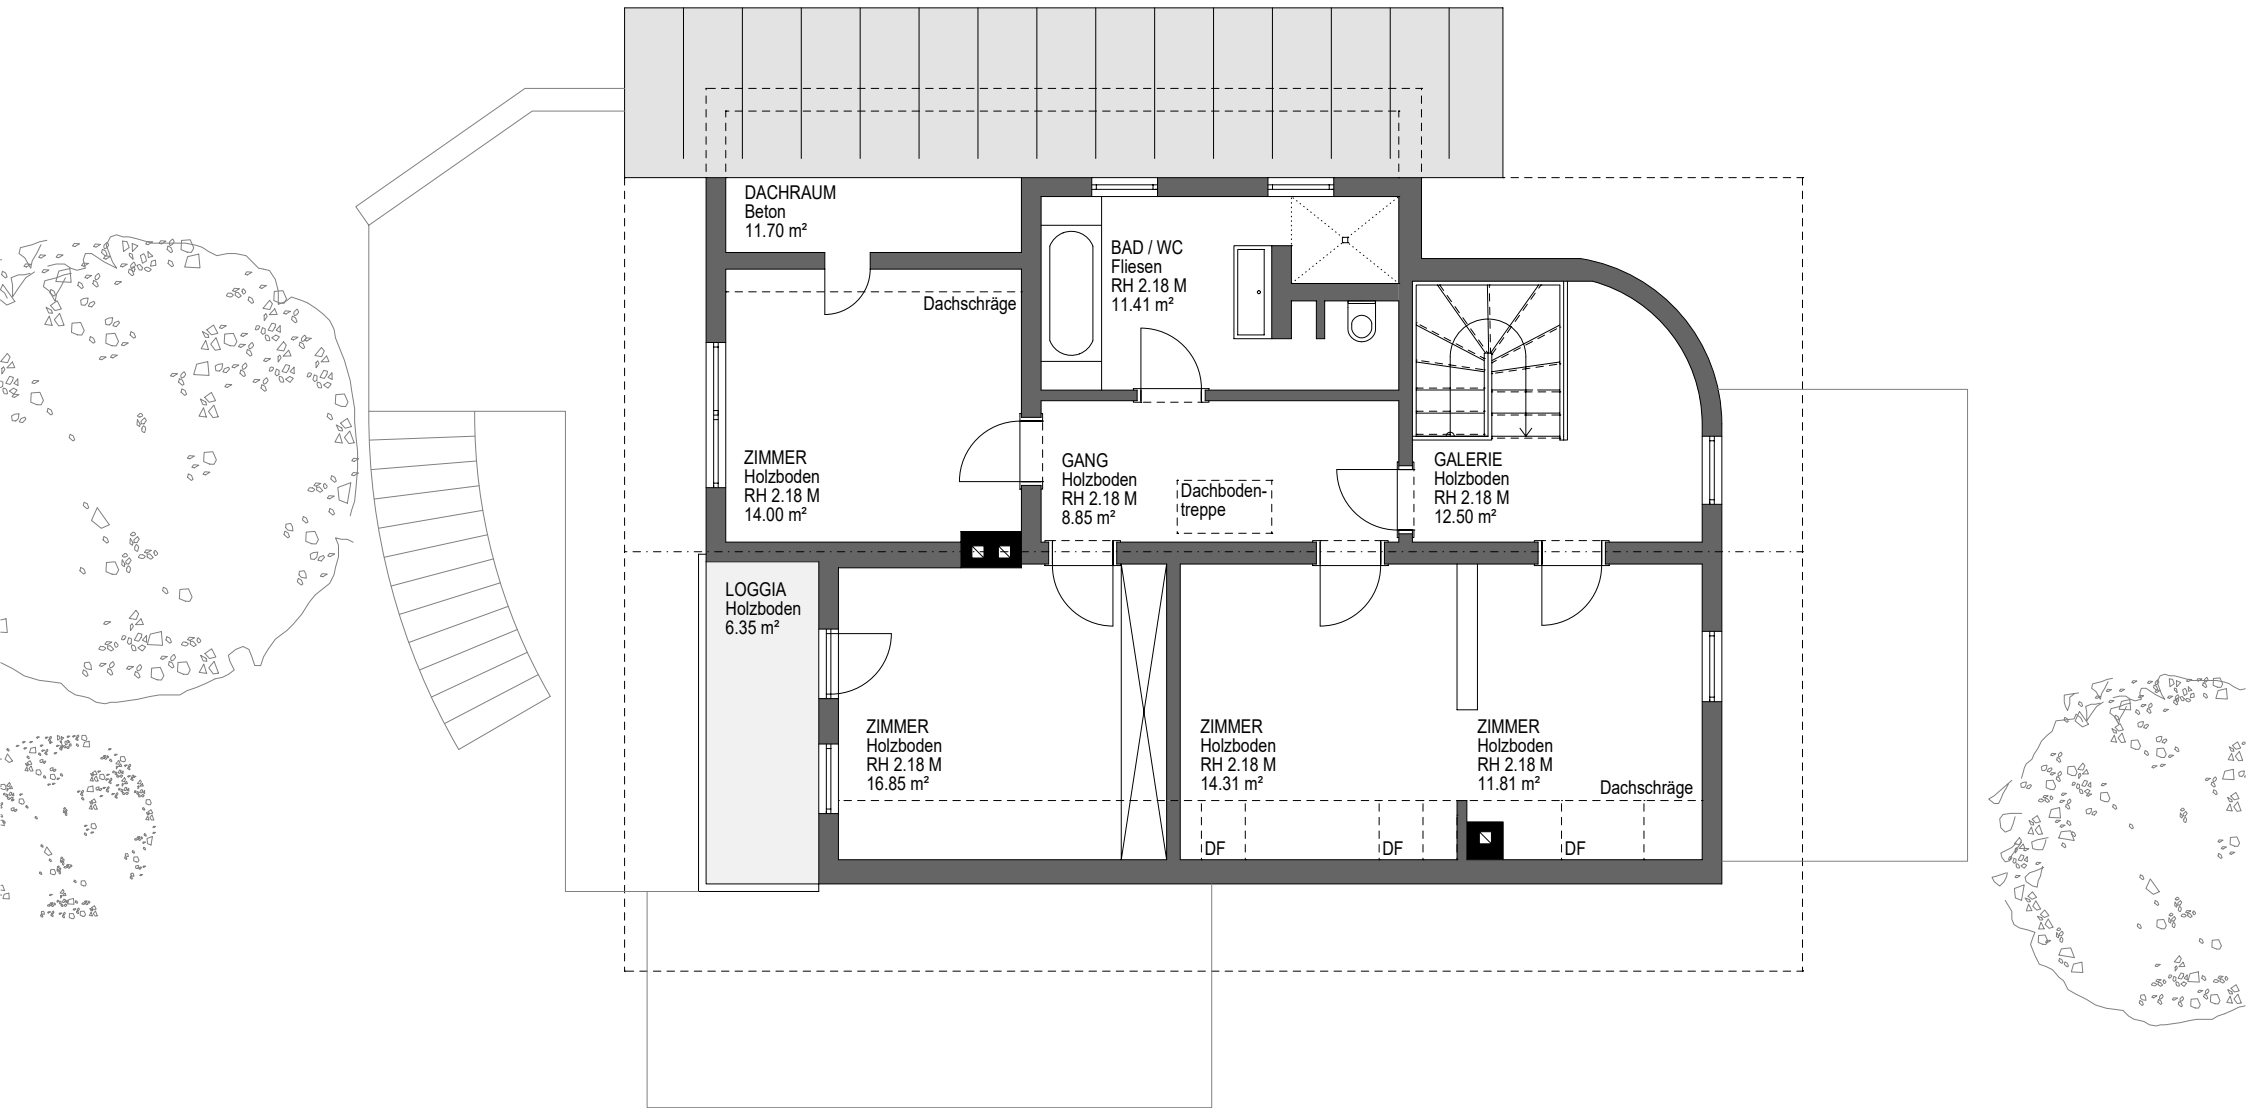 DACHRAUM
Beton
11.70 m²
BAD / WC
Fliesen
RH 2.18 M
11.41 m²
Dachschräge
ZIMMER
Holzboden
RH 2.18 M
14.00 m²
GANG
Holzboden
RH 2.18 M
8.85 m²
Dachboden-
treppe
GALERIE
Holzboden
RH 2.18 M
12.50 m²
LOGGIA
Holzboden
6.35 m²
ZIMMER
Holzboden
RH 2.18 M
16.85 m²
ZIMMER
Holzboden
RH 2.18 M
14.31 m²
ZIMMER
Holzboden
RH 2.18 M
11.81 m²
Dachschräge
DF
DF
DF